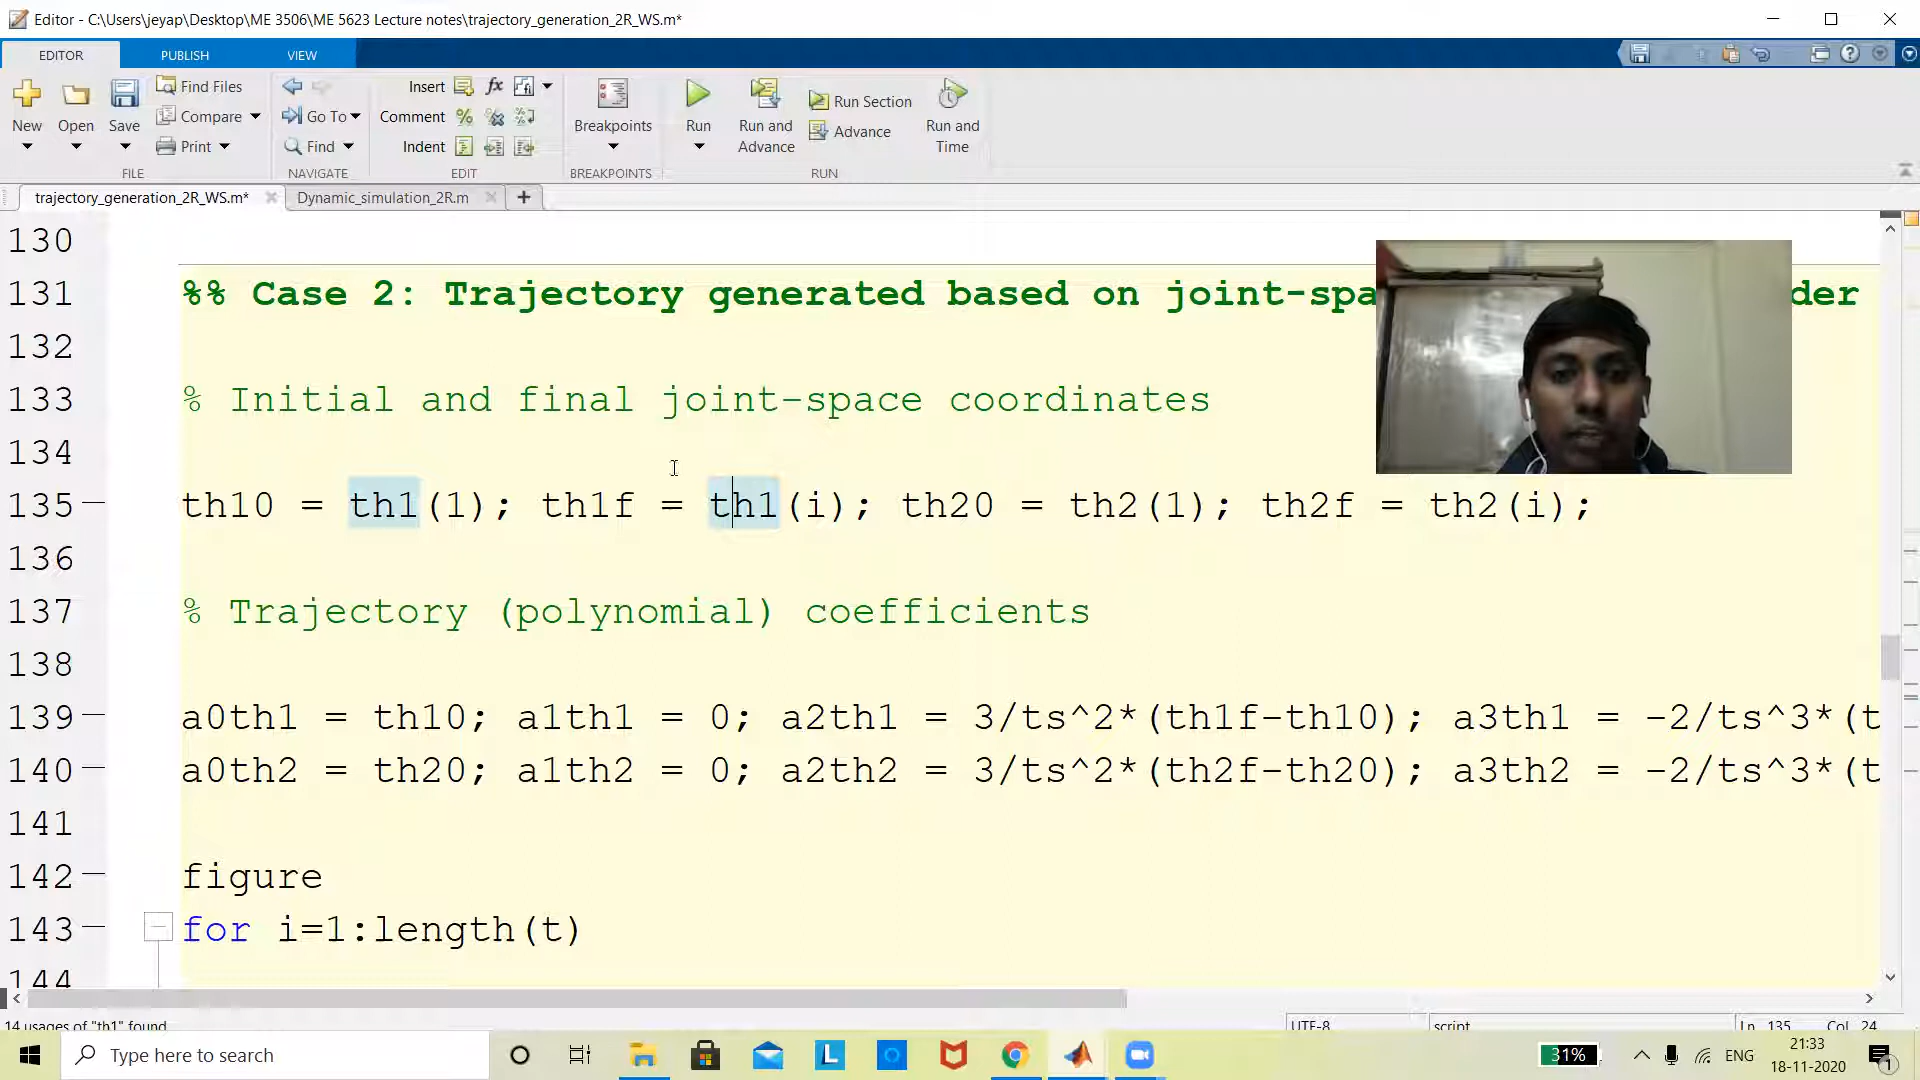 Editor - C:\Users\jeyap\Desktop\ME 3506\ME 5623 Lecture notes\trajectory_generation_2R_WS.m*
EDITOR PUBLISH VIEW
New Open Save Find Files Compare Print
Go To Find
Insert fx Comment Indent
Breakpoints
Run Run and Advance Run Section Advance Run and Time
FILE NAVIGATE EDIT BREAKPOINTS RUN
trajectory_generation_2R_WS.m* Dynamic_simulation_2R.m
130
131 %% Case 2: Trajectory generated based on joint-spa der
132
133 % Initial and final joint-space coordinates
134
135 th10 = th1(1); th1f = th1(i); th20 = th2(1); th2f = th2(i);
136
137 % Trajectory (polynomial) coefficients
138
139 a0th1 = th10; a1th1 = 0; a2th1 = 3/ts^2*(th1f-th10); a3th1 = -2/ts^3*(t
140 a0th2 = th20; a1th2 = 0; a2th2 = 3/ts^2*(th2f-th20); a3th2 = -2/ts^3*(t
141
142 figure
143 for i=1:length(t)
144
14 usages of "th1" found UTF-8 script Ln 135 Col 24
Type here to search 31% ENG 21:33
18-11-2020 1